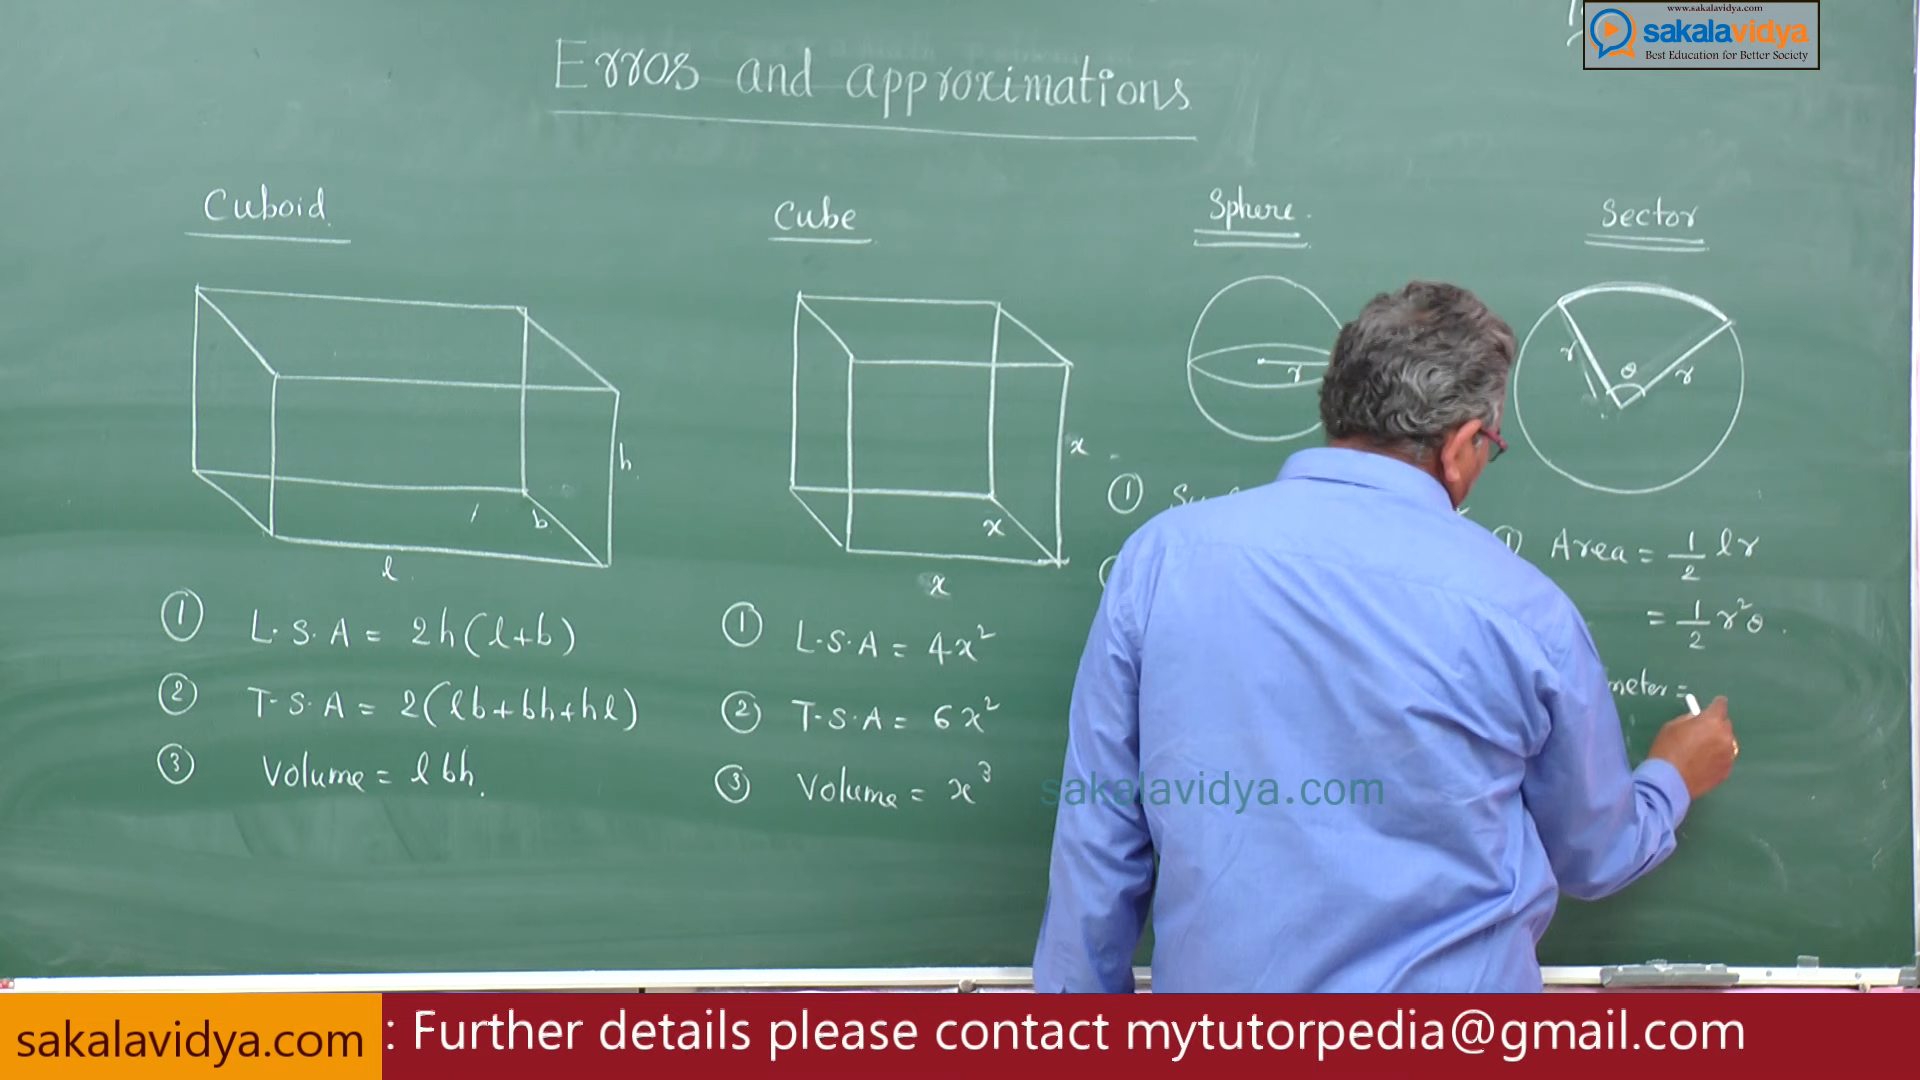 www.sakalavidya.com
sakalavidya
Best Education for Better Society
Errors and approximations
Cuboid
h
b
l
① L.S.A = 2h(l+b)
② T.S.A = 2(lb+bh+hl)
③ Volume = lbh.
Cube
x
x
x
① L.S.A = 4x²
② T.S.A = 6x²
③ Volume = x³
Sphere.
r
①
Sector
r
θ
r
Area = 1/2 lr
= 1/2 r²θ.
meter =
sakalavidya.com
sakalavidya.com : Further details please contact mytutorpedia@gmail.com